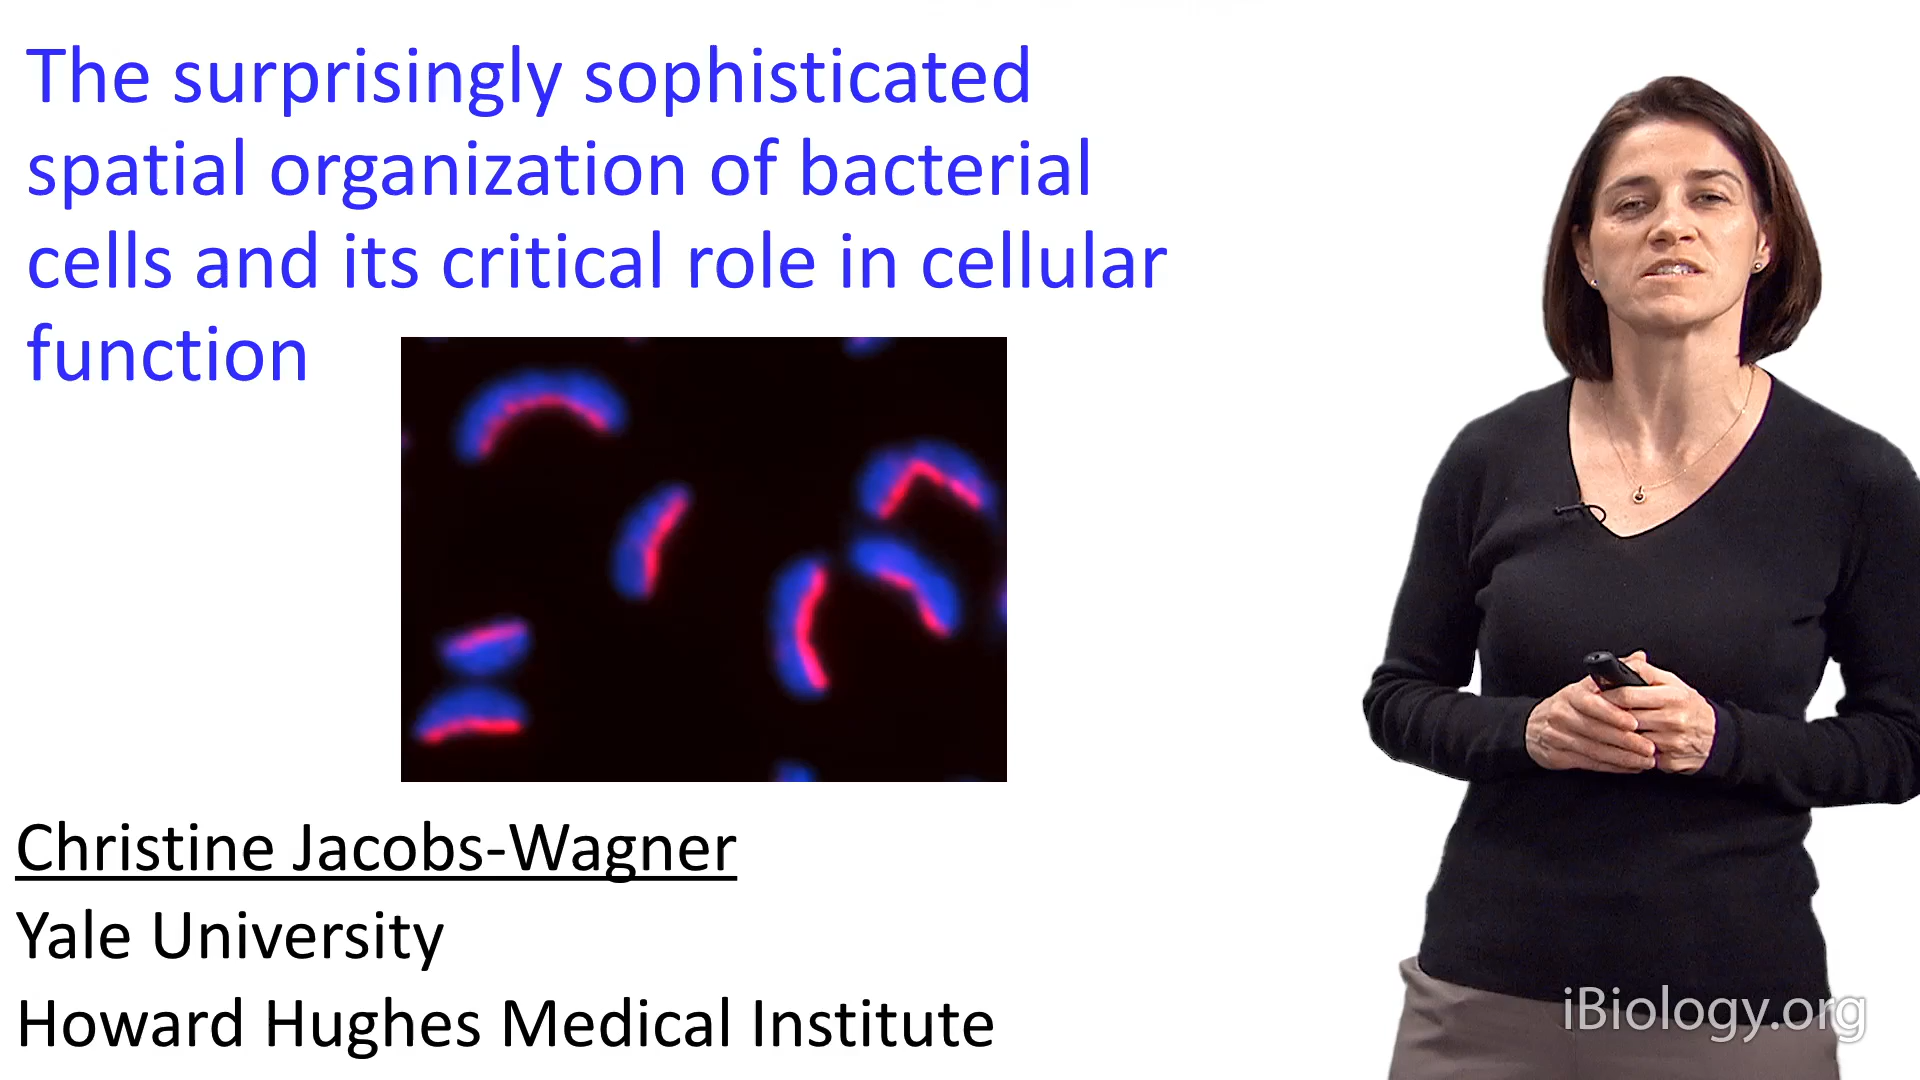 The surprisingly sophisticated
spatial organization of bacterial
cells and its critical role in cellular
function
Christine Jacobs-Wagner
Yale University
Howard Hughes Medical Institute
iBiology.org